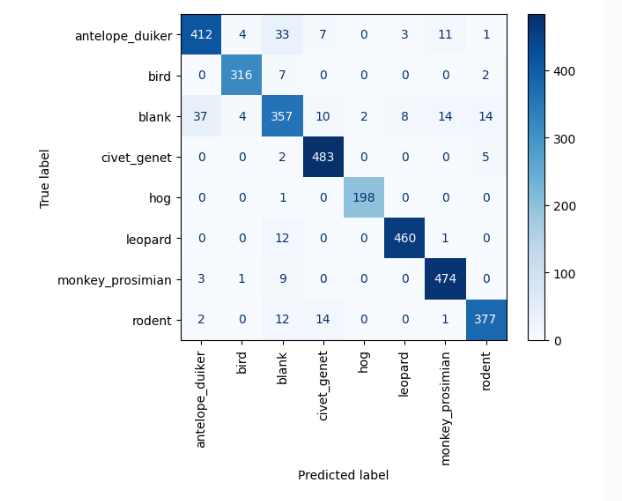 antelope_duiker 412 4 33 7 0 3 11 1
bird 0 316 7 0 0 0 0 2
blank 37 4 357 10 2 8 14 14
civet_genet 0 0 2 483 0 0 0 5
hog 0 0 1 0 198 0 0 0
leopard 0 0 12 0 0 460 1 0
monkey_prosimian 3 1 9 0 0 0 474 0
rodent 2 0 12 14 0 0 1 377
antelope_duiker
bird
blank
civet_genet
hog
leopard
monkey_prosimian
rodent
Predicted label
True label
400
300
200
100
0